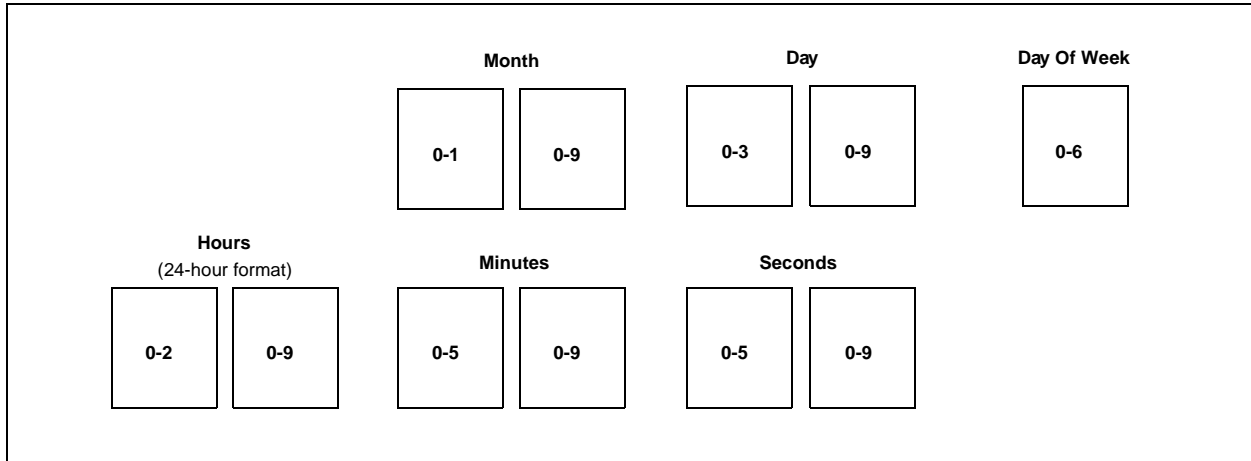 Month Day Day Of Week
0-1 0-9 0-3 0-9 0-6
Hours
(24-hour format) Minutes Seconds
0-2 0-9 0-5 0-9 0-5 0-9